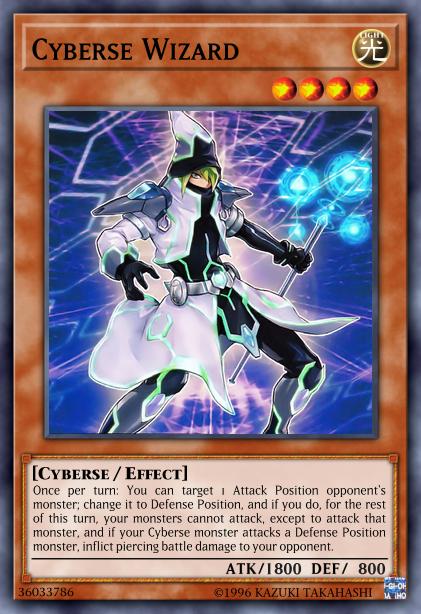 CYBERSE WIZARD
LIGHT
光
[CYBERSE / EFFECT]
Once per turn: You can target 1 Attack Position opponent's
monster; change it to Defense Position, and if you do, for the rest
of this turn, your monsters cannot attack, except to attack that
monster, and if your Cyberse monster attacks a Defense Position
monster, inflict piercing battle damage to your opponent.
ATK/1800 DEF/ 800
36033786
©1996 KAZUKI TAKAHASHI